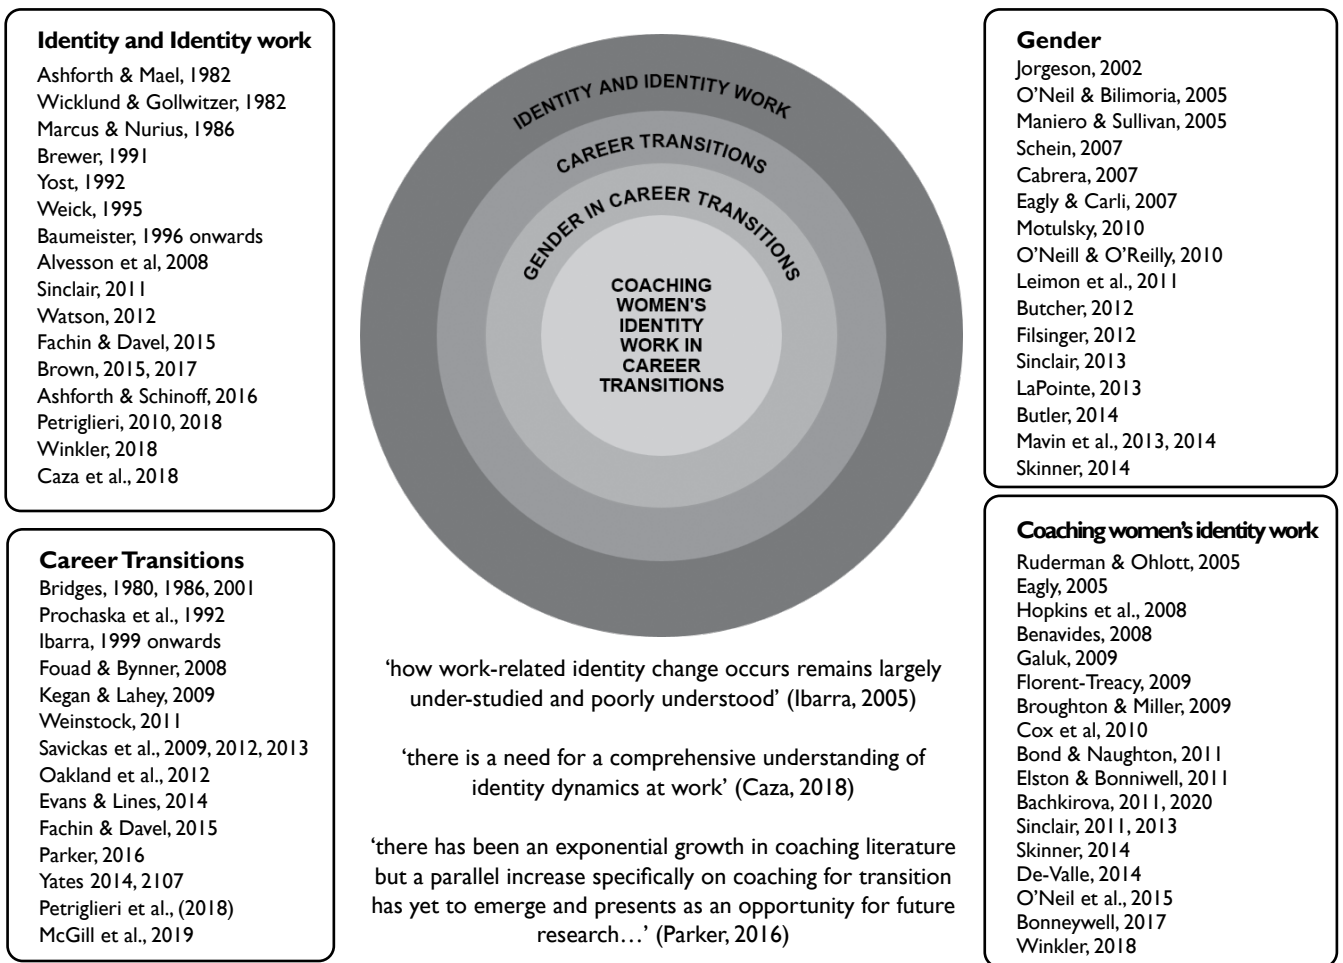 Identity and Identity work
Ashforth & Mael, 1982
Wicklund & Gollwitzer, 1982
Marcus & Nurius, 1986
Brewer, 1991
Yost, 1992
Weick, 1995
Baumeister, 1996 onwards
Alvesson et al, 2008
Sinclair, 2011
Watson, 2012
Fachin & Davel, 2015
Brown, 2015, 2017
Ashforth & Schinoff, 2016
Petriglieri, 2010, 2018
Winkler, 2018
Caza et al., 2018
Career Transitions
Bridges, 1980, 1986, 2001
Prochaska et al., 1992
Ibarra, 1999 onwards
Fouad & Bynner, 2008
Kegan & Lahey, 2009
Weinstock, 2011
Savickas et al., 2009, 2012, 2013
Oakland et al., 2012
Evans & Lines, 2014
Fachin & Davel, 2015
Parker, 2016
Yates 2014, 2107
Petriglieri et al., (2018)
McGill et al., 2019
IDENTITY AND IDENTITY WORK
CAREER TRANSITIONS
GENDER IN CAREER TRANSITIONS
COACHING
WOMEN'S
IDENTITY
WORK IN
CAREER
TRANSITIONS
‘how work-related identity change occurs remains largely
under-studied and poorly understood’ (Ibarra, 2005)
‘there is a need for a comprehensive understanding of
identity dynamics at work’ (Caza, 2018)
‘there has been an exponential growth in coaching literature
but a parallel increase specifically on coaching for transition
has yet to emerge and presents as an opportunity for future
research…’ (Parker, 2016)
Gender
Jorgeson, 2002
O’Neil & Bilimoria, 2005
Maniero & Sullivan, 2005
Schein, 2007
Cabrera, 2007
Eagly & Carli, 2007
Motulsky, 2010
O’Neill & O’Reilly, 2010
Leimon et al., 2011
Butcher, 2012
Filsinger, 2012
Sinclair, 2013
LaPointe, 2013
Butler, 2014
Mavin et al., 2013, 2014
Skinner, 2014
Coaching women’s identity work
Ruderman & Ohlott, 2005
Eagly, 2005
Hopkins et al., 2008
Benavides, 2008
Galuk, 2009
Florent-Treacy, 2009
Broughton & Miller, 2009
Cox et al, 2010
Bond & Naughton, 2011
Elston & Bonniwell, 2011
Bachkirova, 2011, 2020
Sinclair, 2011, 2013
Skinner, 2014
De-Valle, 2014
O’Neil et al., 2015
Bonneywell, 2017
Winkler, 2018